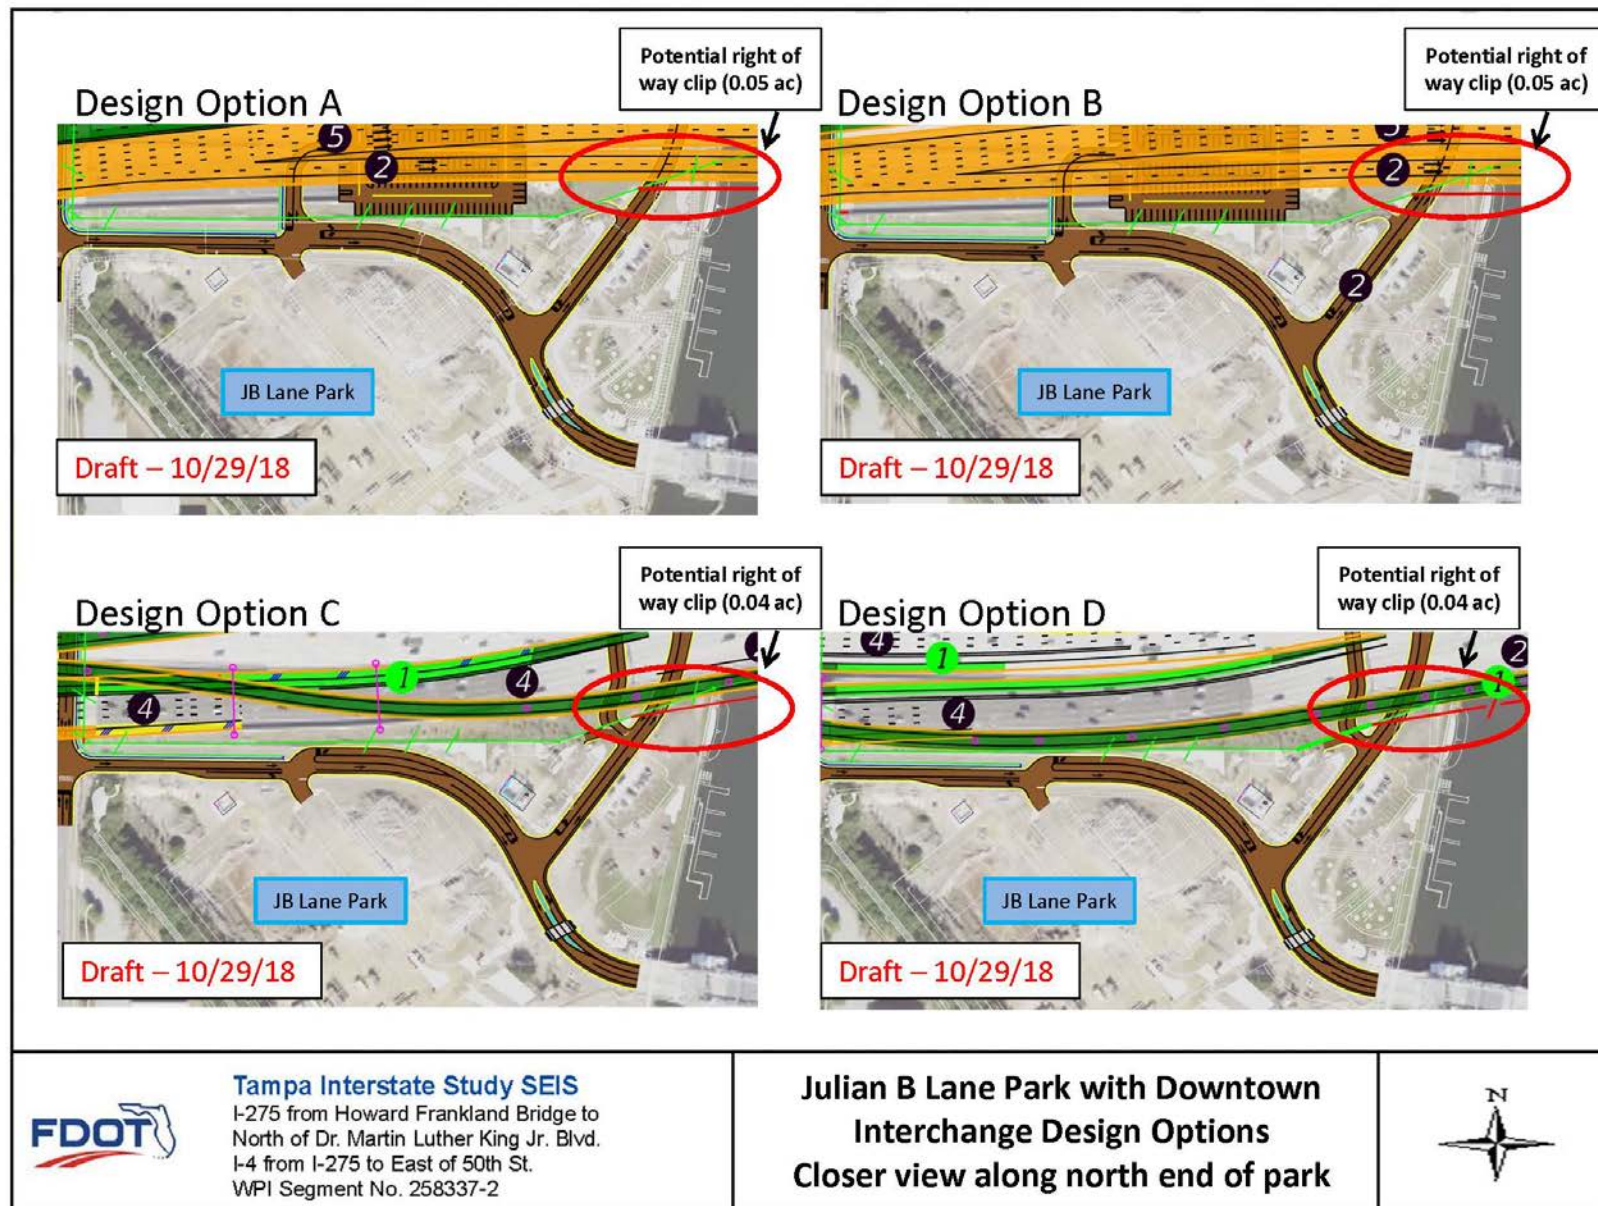 Design Option A
Potential right of
way clip (0.05 ac)
5
2
JB Lane Park
Draft – 10/29/18
Design Option B
Potential right of
way clip (0.05 ac)
5
2
2
JB Lane Park
Draft – 10/29/18
Design Option C
Potential right of
way clip (0.04 ac)
1
4
4
JB Lane Park
Draft – 10/29/18
Design Option D
Potential right of
way clip (0.04 ac)
4
1
2
1
4
JB Lane Park
Draft – 10/29/18
FDOT
Tampa Interstate Study SEIS
I-275 from Howard Frankland Bridge to
North of Dr. Martin Luther King Jr. Blvd.
I-4 from I-275 to East of 50th St.
WPI Segment No. 258337-2
Julian B Lane Park with Downtown
Interchange Design Options
Closer view along north end of park
N